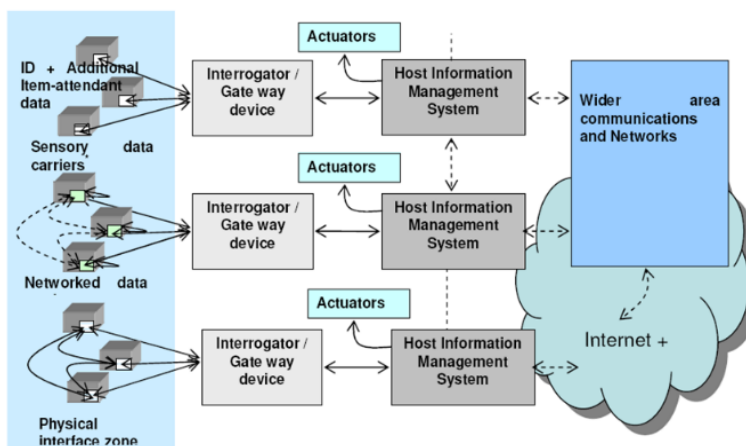 ID + Additional
Item-attendant
data
Sensory data
carriers
Networked data
Physical
interface zone
Interrogator /
Gate way
device
Actuators
Host Information
Management
System
Interrogator /
Gate way
device
Actuators
Host Information
Management
System
Interrogator /
Gate way
device
Actuators
Host Information
Management
System
Wider area
communications
and Networks
Internet +